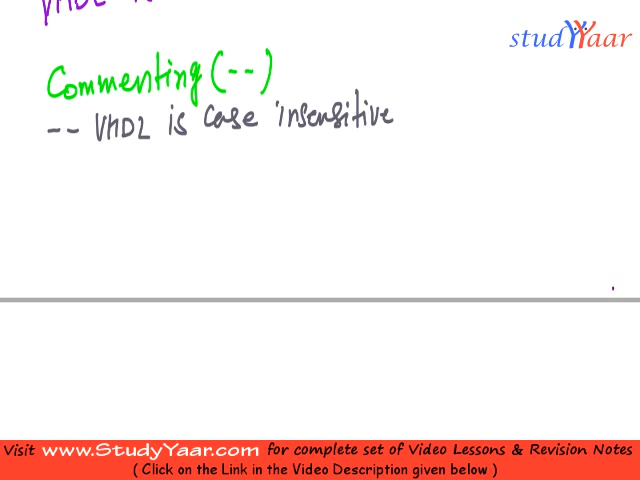 studYYaar
Commenting (--)
-- VHDL is case insensitive
Visit www.StudyYaar.com for complete set of Video Lessons & Revision Notes
( Click on the Link in the Video Description given below )